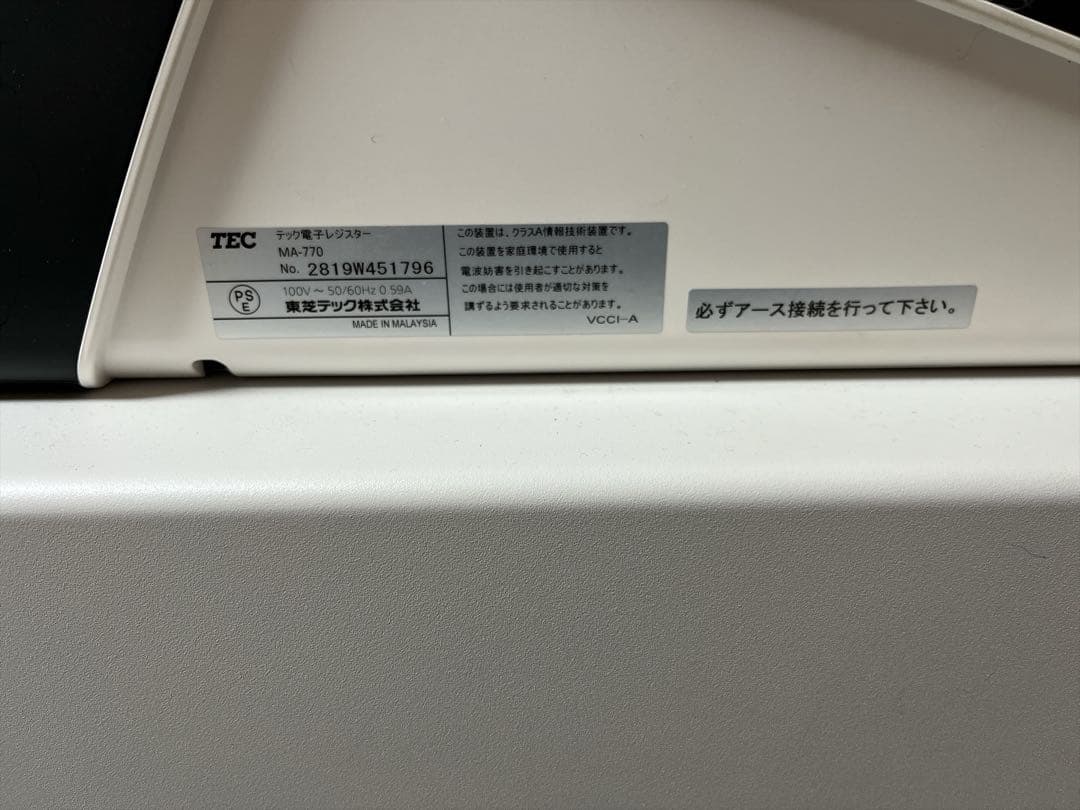 TEC テック電子レジスター
MA-770
No. 2819W451796
PS E 100V ～ 50/60Hz 0.59A
東芝テック株式会社
MADE IN MALAYSIA
この装置は、クラスA情報技術装置です。
この装置を家庭環境で使用すると
電波妨害を引き起こすことがあります。
この場合には使用者が適切な対策を
講ずるよう要求されることがあります。
VCCI-A
必ずアース接続を行って下さい。